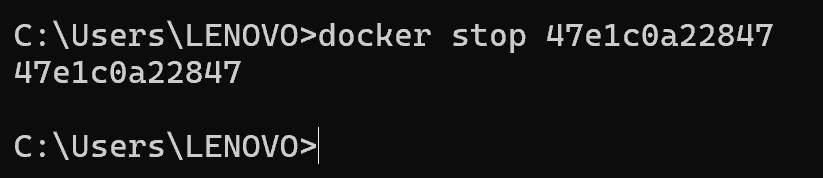 C:\Users\LENOVO>docker stop 47e1c0a22847
47e1c0a22847
C:\Users\LENOVO>